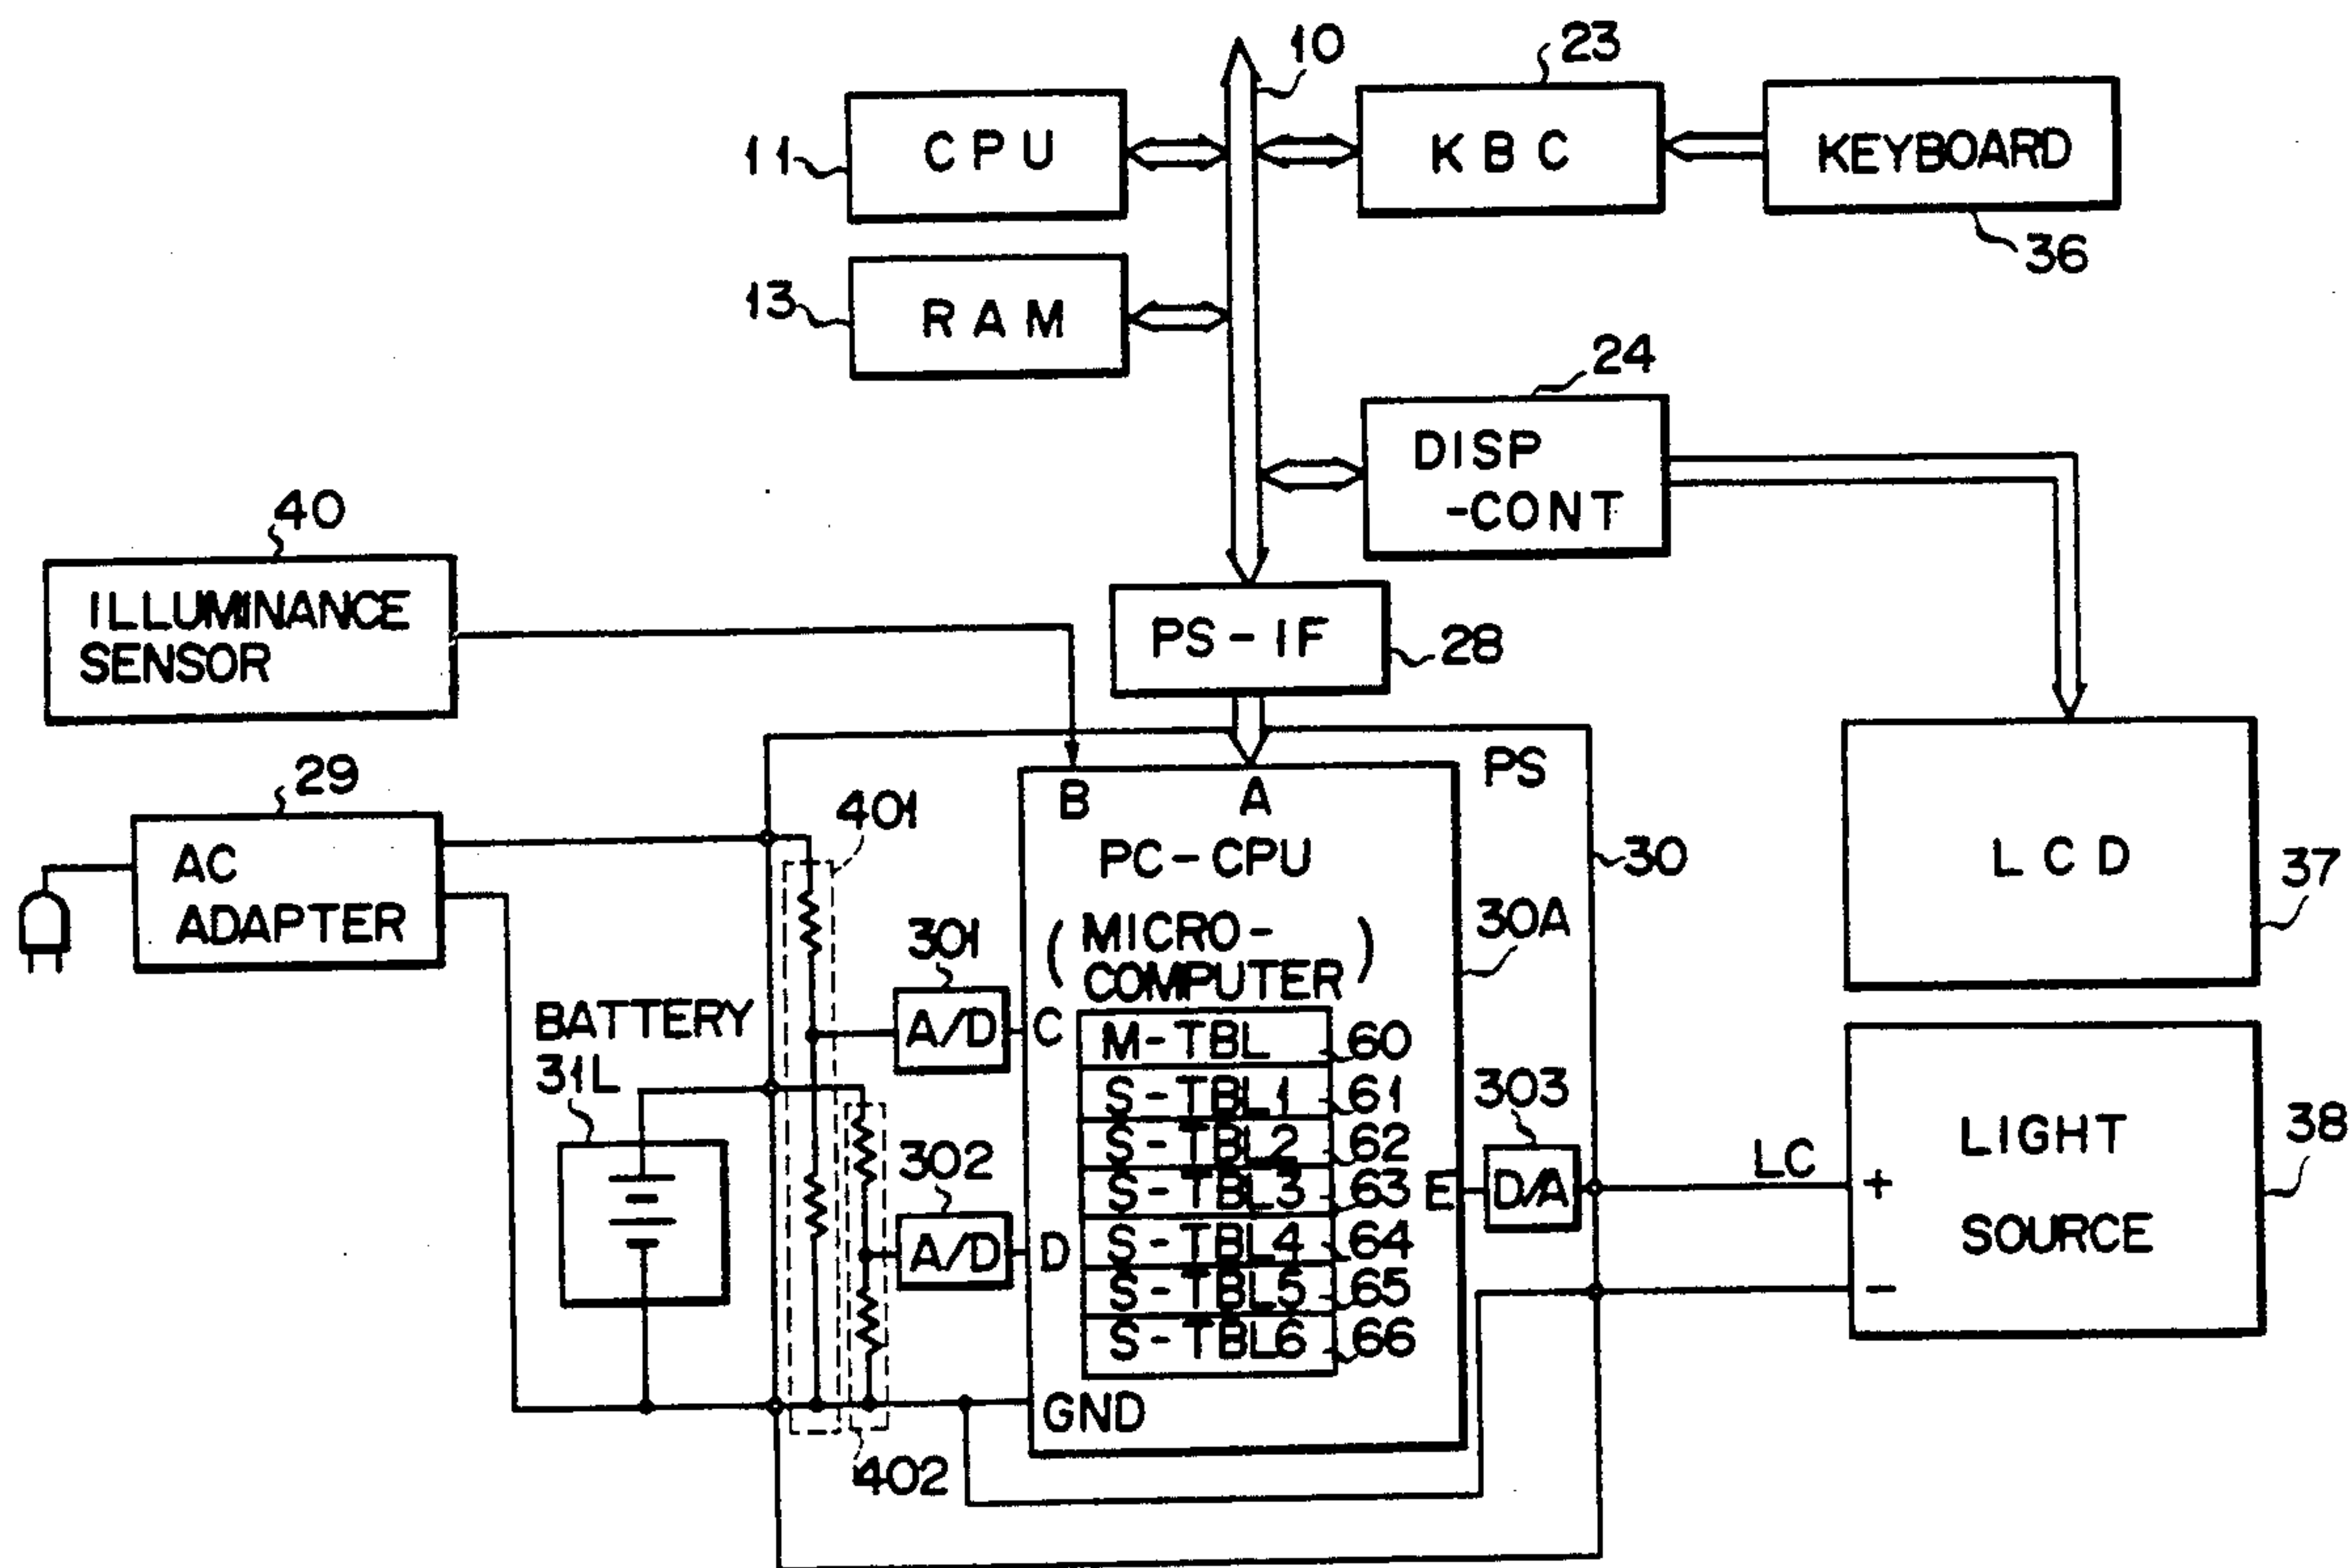 10
23
CPU
11
KBC
KEYBOARD
36
RAM
13
24
DISP
-CONT
40
ILLUMINANCE
SENSOR
PS-IF
28
29
AC
ADAPTER
401
B
A
PS
30
PC-CPU
(MICRO-
COMPUTER)
30A
LCD
37
301
A/D
C
BATTERY
31L
M-TBL
60
S-TBL1
61
S-TBL2
62
S-TBL3
63
S-TBL4
64
S-TBL5
65
S-TBL6
66
302
A/D
D
E
303
D/A
LC
+
-
LIGHT
SOURCE
38
GND
402